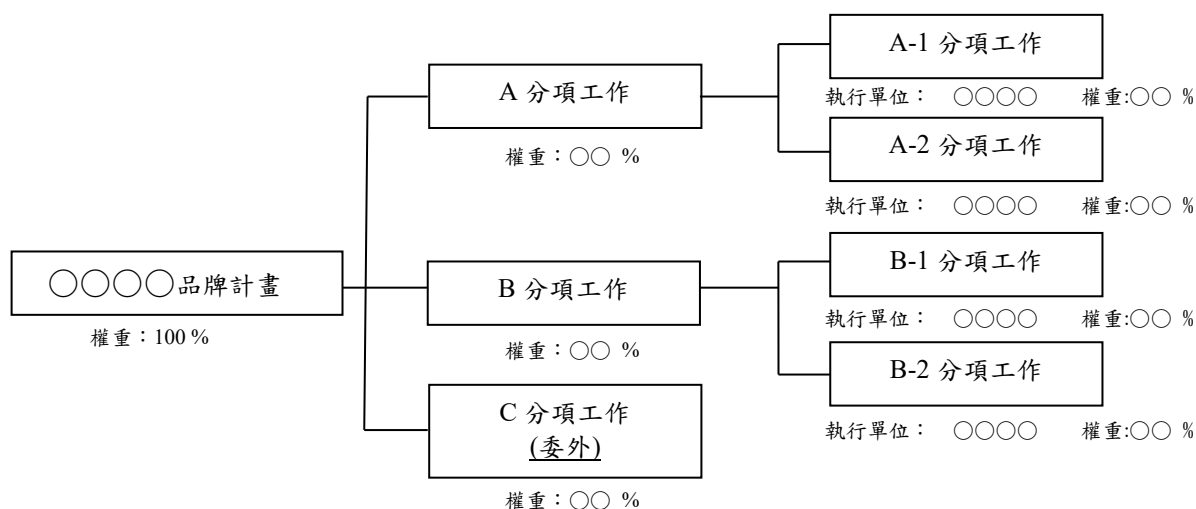 A-1 分項工作
A 分項工作
執行單位： ○○○○ 權重:○○ %
權重：○○ %
A-2 分項工作
執行單位： ○○○○ 權重:○○ %
○○○○品牌計畫
權重：100 %
B 分項工作
權重：○○ %
B-1 分項工作
執行單位： ○○○○ 權重:○○ %
B-2 分項工作
執行單位： ○○○○ 權重:○○ %
C 分項工作
(委外)
權重：○○ %